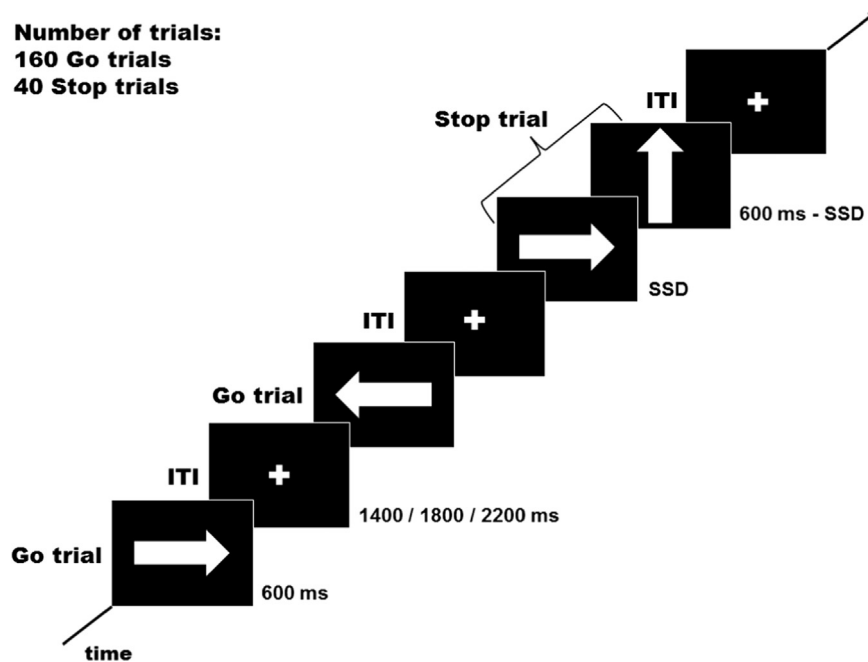 Number of trials:
160 Go trials
40 Stop trials
ITI
Stop trial
600 ms - SSD
SSD
ITI
Go trial
ITI
1400 / 1800 / 2200 ms
Go trial
600 ms
time